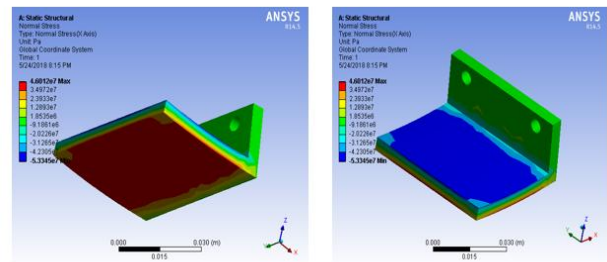 A: Static Structural
Normal Stress
Type: Normal Stress(X Axis)
Unit: Pa
Global Coordinate System
Time: 1
5/24/2018 8:15 PM
4.6012e7 Max
3.4972e7
2.3933e7
1.2893e7
1.8535e6
-9.1861e6
-2.0226e7
-3.1265e7
-4.2305e7
-5.3345e7 Min
ANSYS
R14.5
0.000
0.030 (m)
0.015
Z
Y
X
A: Static Structural
Normal Stress
Type: Normal Stress(X Axis)
Unit: Pa
Global Coordinate System
Time: 1
5/24/2018 8:15 PM
4.6012e7 Max
3.4972e7
2.3933e7
1.2893e7
1.8535e6
-9.1861e6
-2.0226e7
-3.1265e7
-4.2305e7
-5.3345e7 Min
ANSYS
R14.5
0.000
0.030 (m)
0.015
Z
Y
X